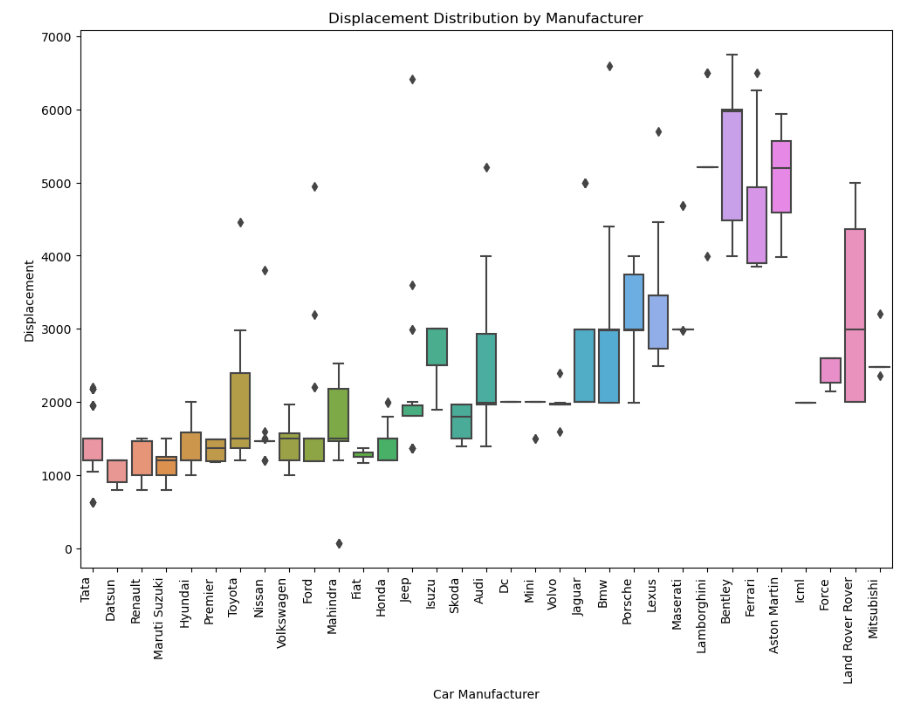 Displacement Distribution by Manufacturer
7000
6000
5000
4000
3000
2000
1000
0
Displacement
Tata
Datsun
Renault
Maruti Suzuki
Hyundai
Premier
Toyota
Nissan
Volkswagen
Ford
Mahindra
Fiat
Honda
Jeep
Isuzu
Skoda
Audi
Dc
Mini
Volvo
Jaguar
Bmw
Porsche
Lexus
Maserati
Lamborghini
Bentley
Ferrari
Aston Martin
Icml
Force
Land Rover Rover
Mitsubishi
Car Manufacturer